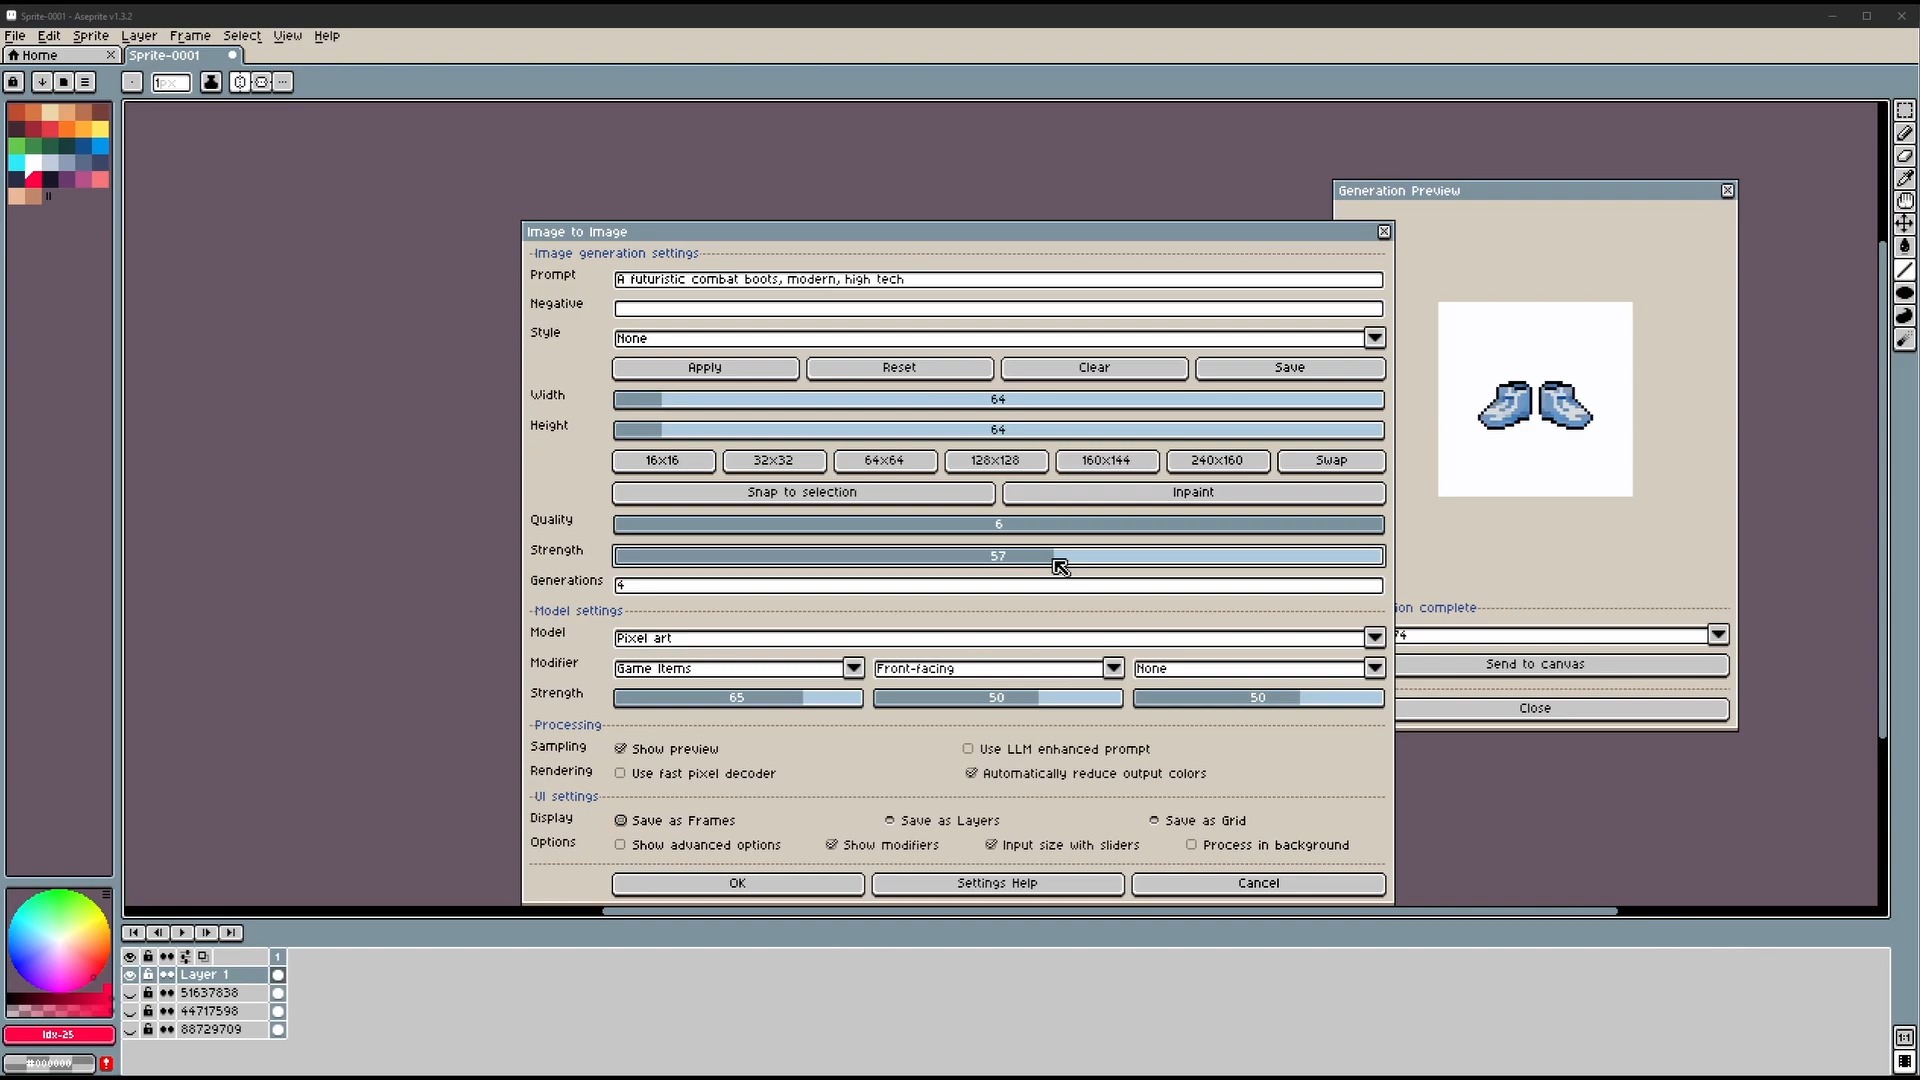 Sprite-0001 - Aseprite v1.3.2
File Edit Sprite Layer Frame Select View Help
Home Sprite-0001
1px
Generation Preview
Image to Image
Image generation settings
Prompt A futuristic combat boots, modern, high tech
Negative
Style None
Apply Reset Clear Save
Width 64
Height 64
16x16 32x32 64x64 128x128 160x144 240x160 Swap
Snap to selection Inpaint
Quality 6
Strength 57
Generations 4
Model settings
ion complete
Model Pixel art
74
Modifier Game Items Front-facing None
Send to canvas
Strength 65 50 50
Close
Processing
Sampling Show preview Use LLM enhanced prompt
Rendering Use fast pixel decoder Automatically reduce output colors
UI settings
Display Save as Frames Save as Layers Save as Grid
Options Show advanced options Show modifiers Input size with sliders Process in background
OK Settings Help Cancel
1
Layer 1
51637838
44717598
88729709
Idx-25
#000000
1:1